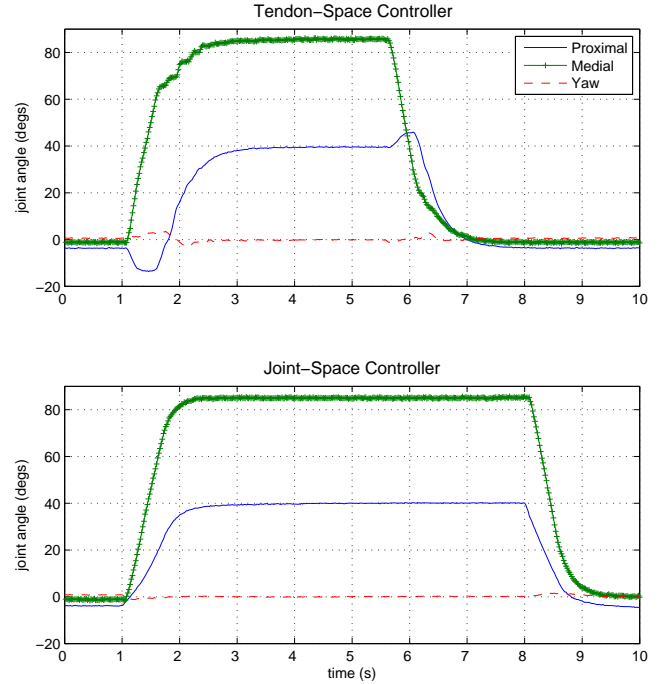 Tendon−Space Controller
80
60
40
20
0
−20
joint angle (degs)
Proximal
Medial
Yaw
0 1 2 3 4 5 6 7 8 9 10
Joint−Space Controller
80
60
40
20
0
−20
joint angle (degs)
0 1 2 3 4 5 6 7 8 9 10
time (s)